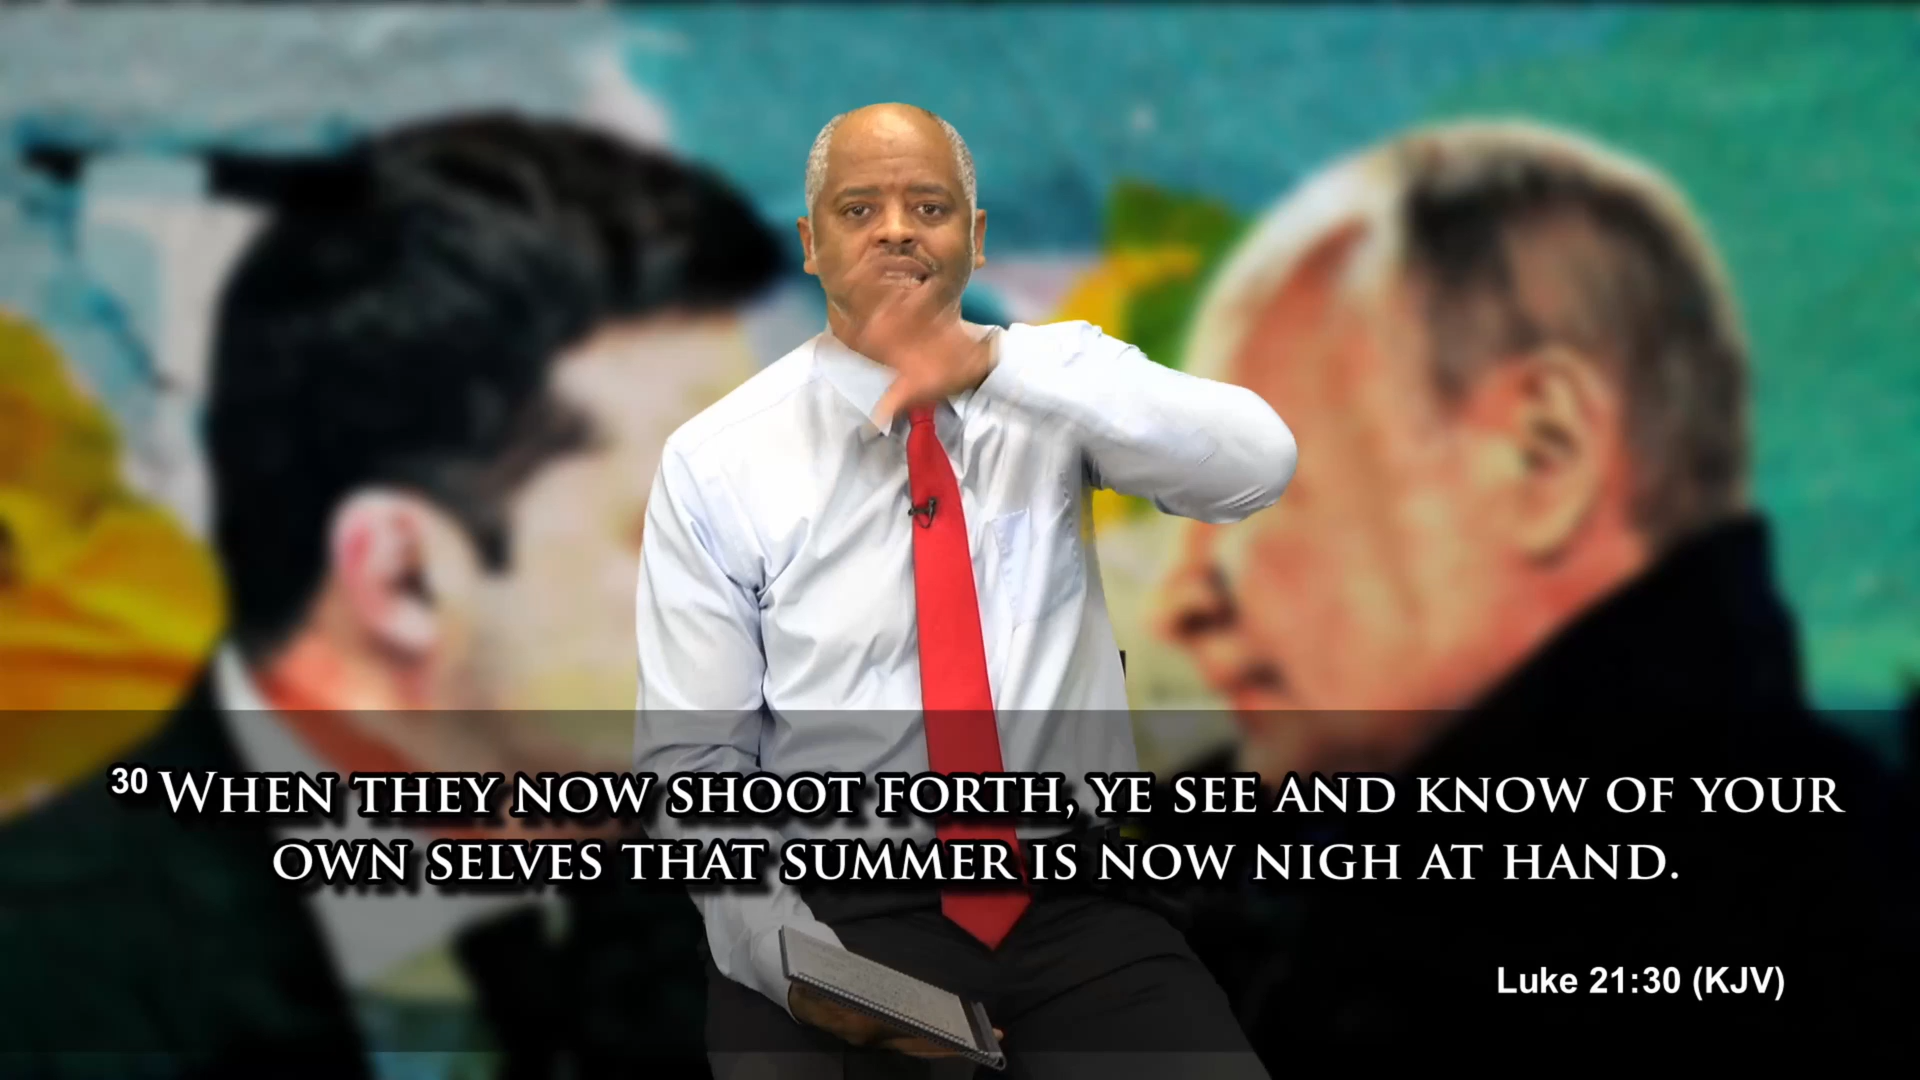 30 When they now shoot forth, ye see and know of your
own selves that summer is now nigh at hand.
Luke 21:30 (KJV)